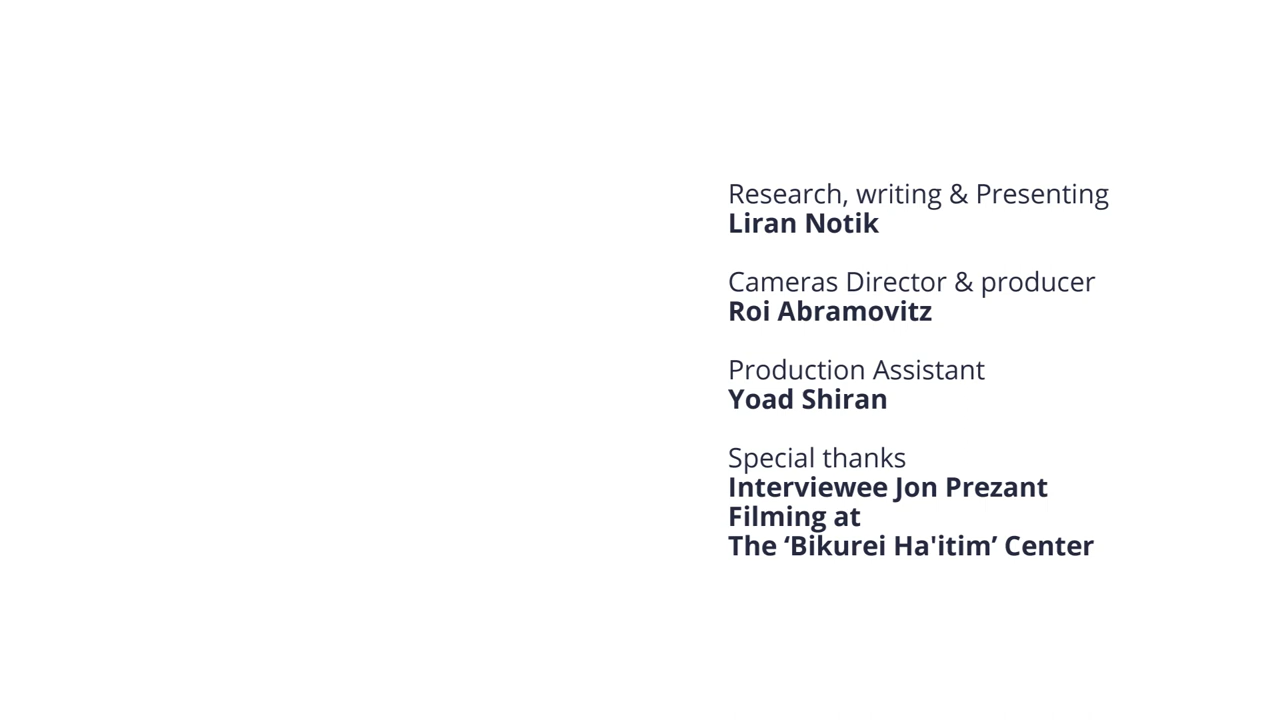 Research, writing & Presenting
Liran Notik
Cameras Director & producer
Roi Abramovitz
Production Assistant
Yoad Shiran
Special thanks
Interviewee Jon Prezant
Filming at
The ‘Bikurei Ha'itim’ Center